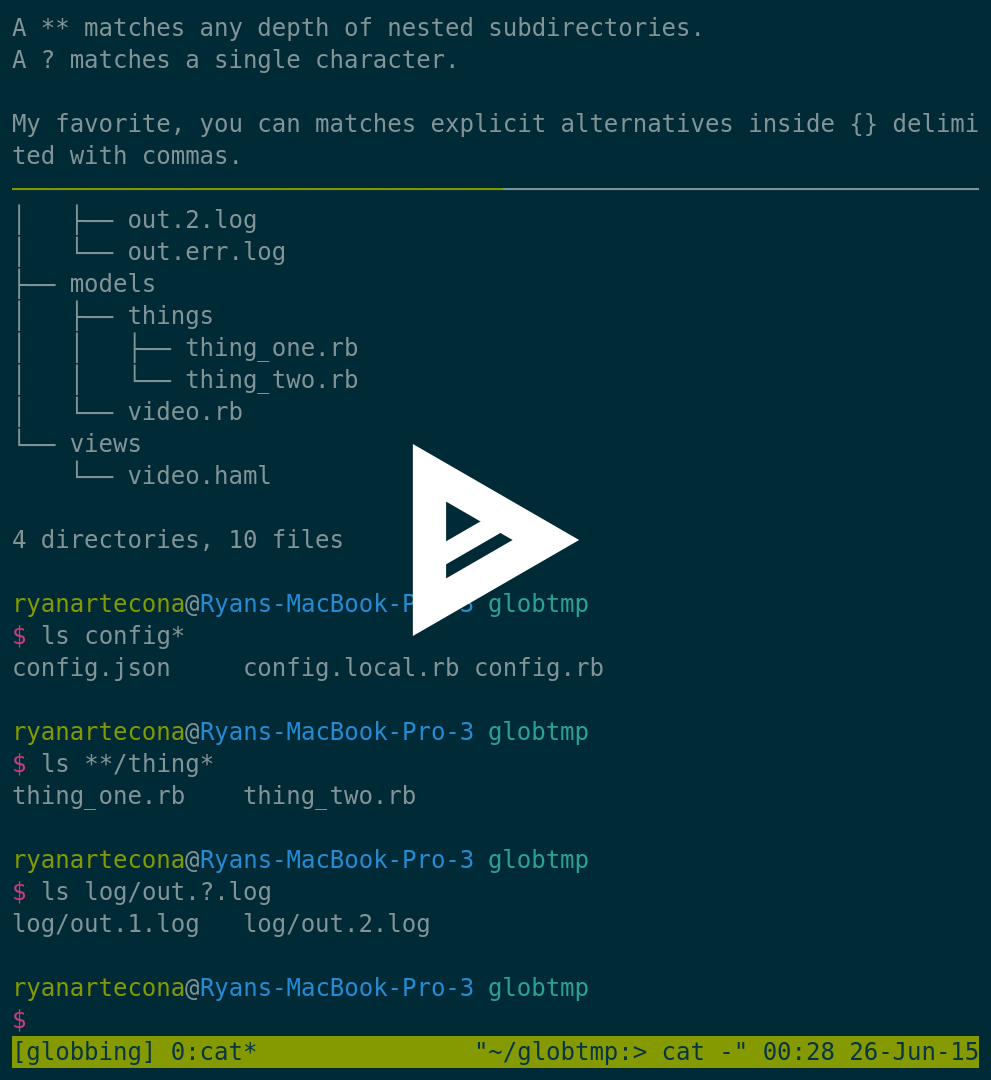 A ** matches any depth of nested subdirectories.
A ? matches a single character.
My favorite, you can matches explicit alternatives inside {} delimi
ted with commas.
│   ├── out.2.log
│   └── out.err.log
├── models
│   ├── things
│   │   ├── thing_one.rb
│   │   └── thing_two.rb
│   └── video.rb
└── views
    └── video.haml
4 directories, 10 files
ryanartecona@Ryans-MacBook-P 3 globtmp
$ ls config*
config.json     config.local.rb config.rb
ryanartecona@Ryans-MacBook-Pro-3 globtmp
$ ls **/thing*
thing_one.rb    thing_two.rb
ryanartecona@Ryans-MacBook-Pro-3 globtmp
$ ls log/out.?.log
log/out.1.log   log/out.2.log
ryanartecona@Ryans-MacBook-Pro-3 globtmp
$
[globbing] 0:cat*               "~/globtmp:> cat -" 00:28 26-Jun-15